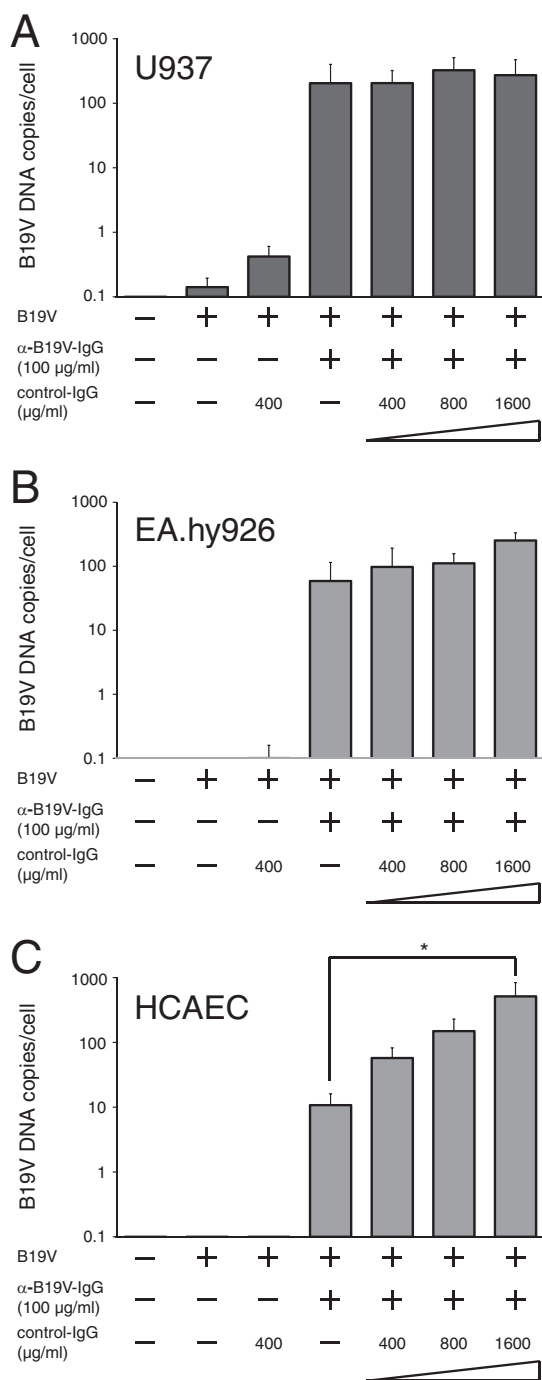 A
U937
B19V DNA copies/cell
1000
100
10
1
0.1
B19V — + + + + + +
α-B19V-IgG (100 µg/ml) — — — + + + +
control-IgG (µg/ml) — — 400 — 400 800 1600
B
EA.hy926
B19V DNA copies/cell
1000
100
10
1
0.1
B19V — + + + + + +
α-B19V-IgG (100 µg/ml) — — — + + + +
control-IgG (µg/ml) — — 400 — 400 800 1600
C
*
HCAEC
B19V DNA copies/cell
1000
100
10
1
0.1
B19V — + + + + + +
α-B19V-IgG (100 µg/ml) — — — + + + +
control-IgG (µg/ml) — — 400 — 400 800 1600